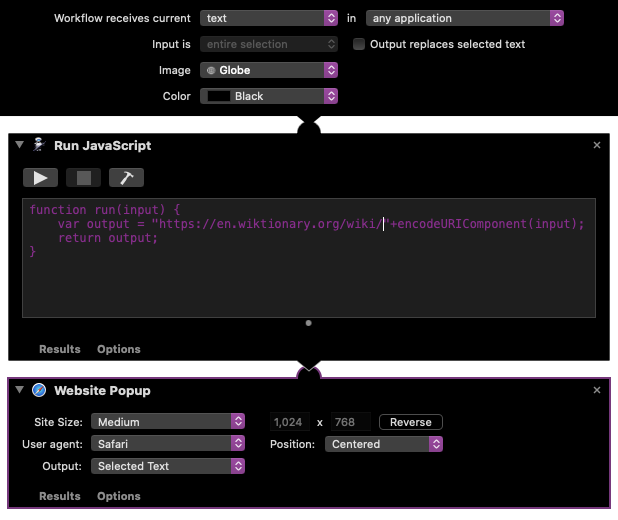 Workflow receives current text in any application
Input is entire selection Output replaces selected text
Image Globe
Color Black
Run JavaScript
function run(input) {
    var output = "https://en.wiktionary.org/wiki/"+encodeURIComponent(input);
    return output;
}
Results Options
Website Popup
Site Size: Medium 1,024 x 768 Reverse
User agent: Safari Position: Centered
Output: Selected Text
Results Options